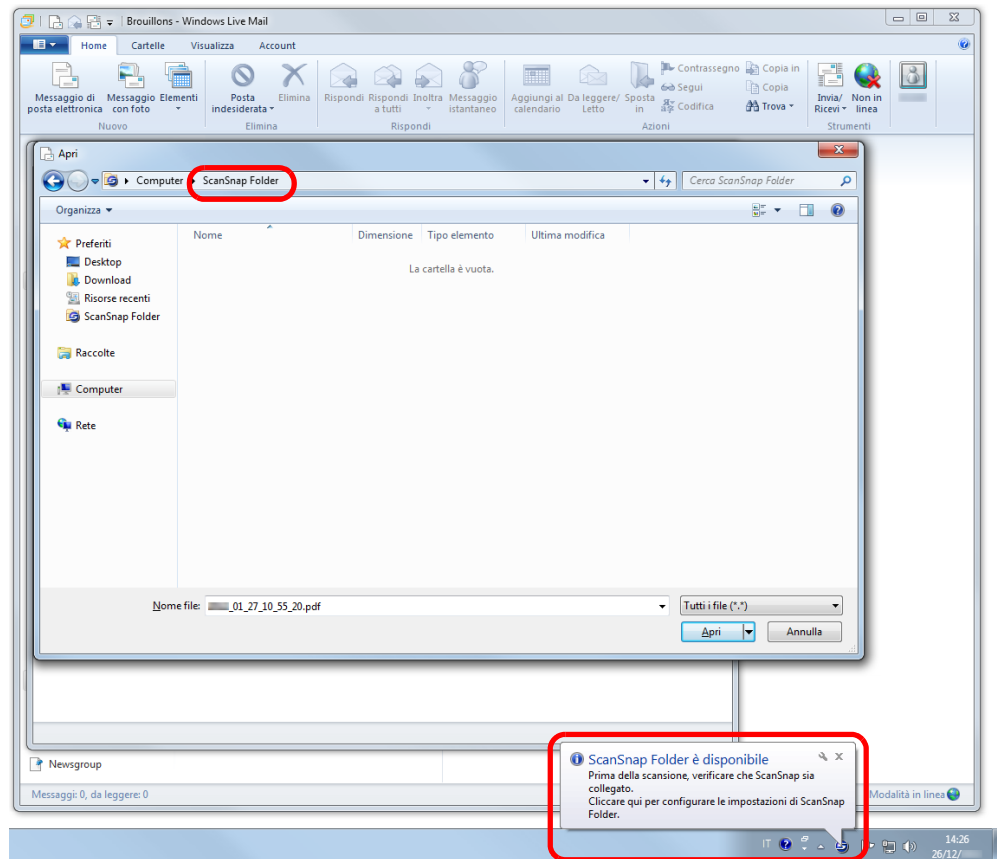 Brouillons - Windows Live Mail
Home Cartelle Visualizza Account
Messaggio di posta elettronica
Messaggio con foto
Elementi
Nuovo
Posta indesiderata
Elimina
Elimina
Rispondi
Rispondi a tutti
Inoltra
Messaggio istantaneo
Rispondi
Aggiungi al calendario
Da leggere/ Letto
Sposta in
Contrassegno
Segui
Codifica
Copia in
Copia
Trova
Azioni
Invia/ Ricevi
Non in linea
Strumenti
Apri
Computer ScanSnap Folder
Cerca ScanSnap Folder
Organizza
Preferiti
Desktop
Download
Risorse recenti
ScanSnap Folder
Raccolte
Computer
Rete
Nome Dimensione Tipo elemento Ultima modifica
La cartella è vuota.
Nome file: _01_27_10_55_20.pdf
Tutti i file (*.*)
Apri Annulla
Newsgroup
Messaggi: 0, da leggere: 0
Modalità in linea
ScanSnap Folder è disponibile
Prima della scansione, verificare che ScanSnap sia
collegato.
Cliccare qui per configurare le impostazioni di ScanSnap
Folder.
IT
14:26
26/12/